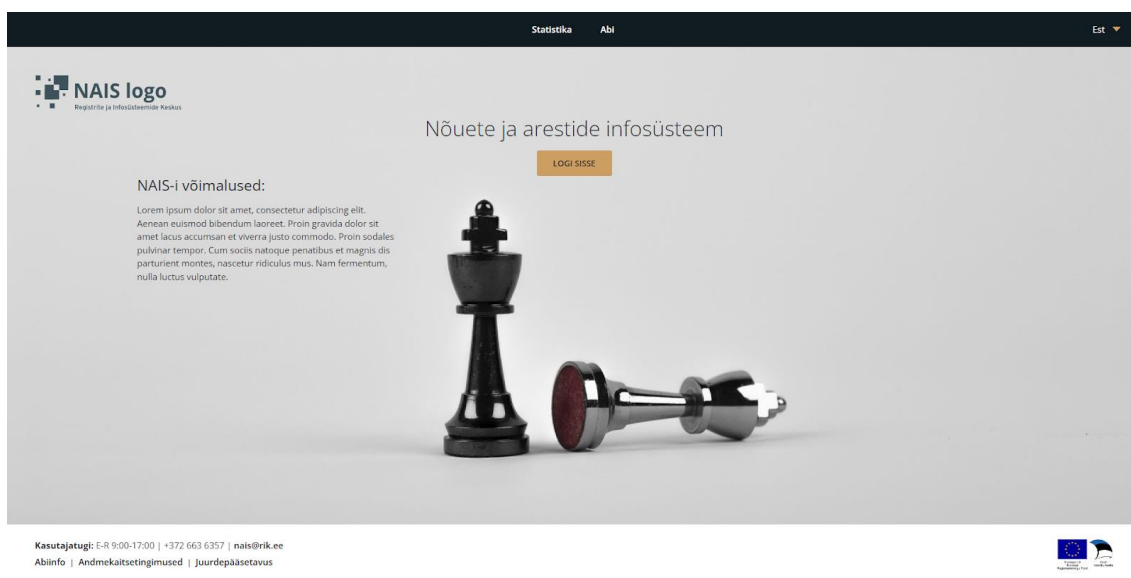 Statistika Abi Est
NAIS logo
Registrite ja Infosüsteemide Keskus
Nõuete ja arestide infosüsteem
LOGI SISSE
NAIS-i võimalused:
Lorem ipsum dolor sit amet, consectetur adipiscing elit.
Aenean euismod bibendum laoreet. Proin gravida dolor sit
amet lacus accumsan et viverra justo commodo. Proin sodales
pulvinar tempor. Cum sociis natoque penatibus et magnis dis
parturient montes, nascetur ridiculus mus. Nam fermentum,
nulla luctus vulputate.
Kasutajatugi: E-R 9:00-17:00 | +372 663 6357 | nais@rik.ee
Abiinfo | Andmekaitsetingimused | Juurdepääsetavus